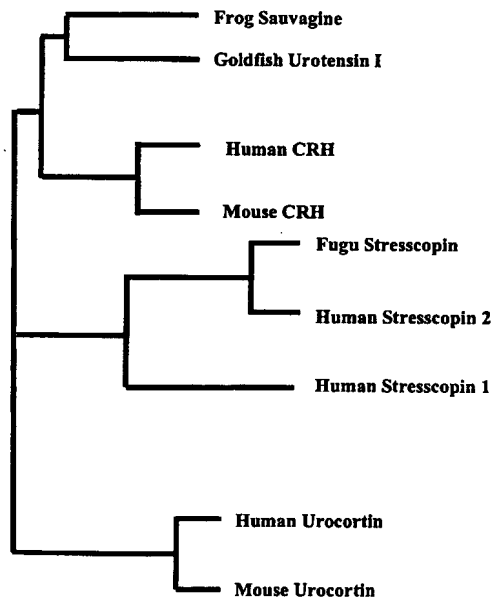 Frog Sauvagine
Goldfish Urotensin I
Human CRH
Mouse CRH
Fugu Stresscopin
Human Stresscopin 2
Human Stresscopin 1
Human Urocortin
Mouse Urocortin